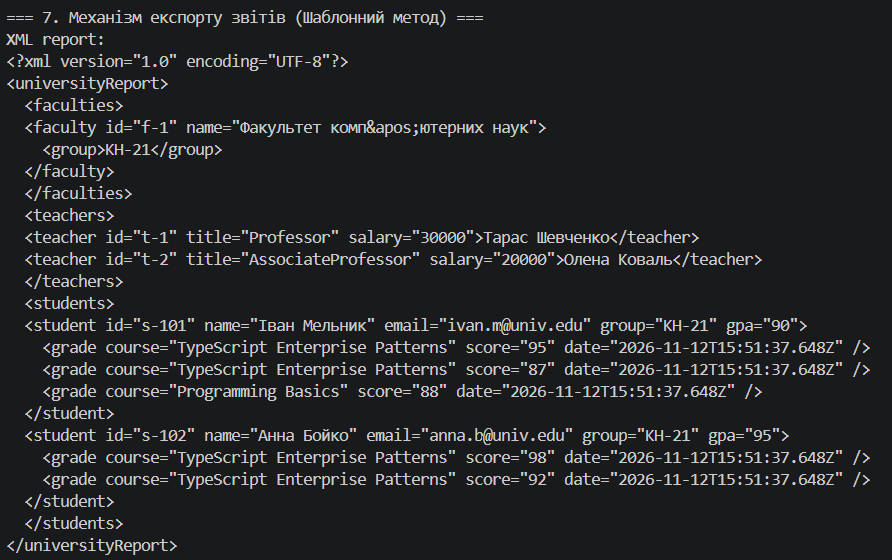 === 7. Механізм експорту звітів (Шаблонний метод) ===
XML report:
<?xml version="1.0" encoding="UTF-8"?>
<universityReport>
  <faculties>
  <faculty id="f-1" name="Факультет комп&apos;ютерних наук">
    <group>КН-21</group>
  </faculty>
  </faculties>
  <teachers>
  <teacher id="t-1" title="Professor" salary="30000">Тарас Шевченко</teacher>
  <teacher id="t-2" title="AssociateProfessor" salary="20000">Олена Коваль</teacher>
  </teachers>
  <students>
  <student id="s-101" name="Іван Мельник" email="ivan.m@univ.edu" group="КН-21" gpa="90">
    <grade course="TypeScript Enterprise Patterns" score="95" date="2026-11-12T15:51:37.648Z" />
    <grade course="TypeScript Enterprise Patterns" score="87" date="2026-11-12T15:51:37.648Z" />
    <grade course="Programming Basics" score="88" date="2026-11-12T15:51:37.648Z" />
  </student>
  <student id="s-102" name="Анна Бойко" email="anna.b@univ.edu" group="КН-21" gpa="95">
    <grade course="TypeScript Enterprise Patterns" score="98" date="2026-11-12T15:51:37.648Z" />
    <grade course="TypeScript Enterprise Patterns" score="92" date="2026-11-12T15:51:37.648Z" />
  </student>
  </students>
</universityReport>